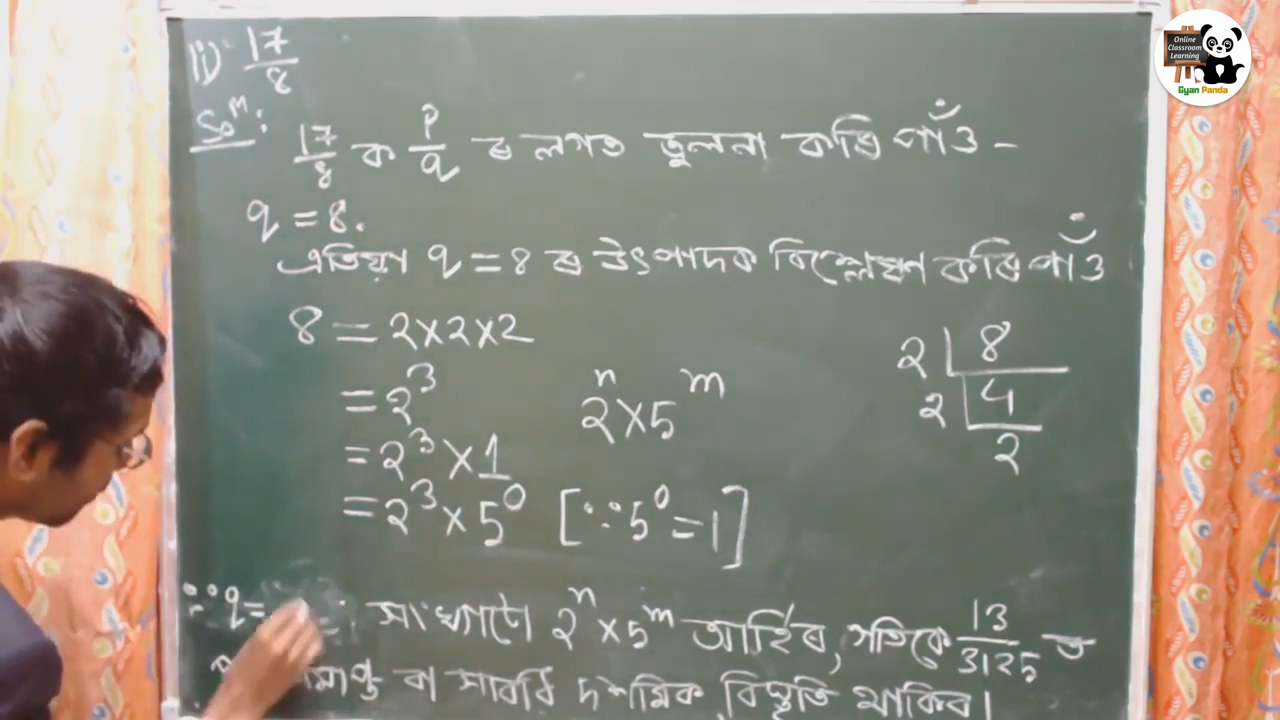 ii) 17/8
Solⁿ:
17/8 ক p/q ৰ লগত তুলনা কৰি পাওঁ –
q = 8.
এতিয়া q = 8 ৰ উৎপাদক বিশ্লেষণ কৰি পাওঁ
8 = 2×2×2
= 2³
= 2³ × 1
= 2³ × 5⁰ [∵ 5⁰ = 1]
2ⁿ × 5ᵐ
2 | 8
2 | 4
2
∵ q = সংখ্যাটো 2ⁿ × 5ᵐ আৰ্হিৰ, গতিকে 13/3125 ত
বা সাবধি দশমিক বিস্তৃতি থাকিব।
Online
Classroom
Learning
Gyan Panda